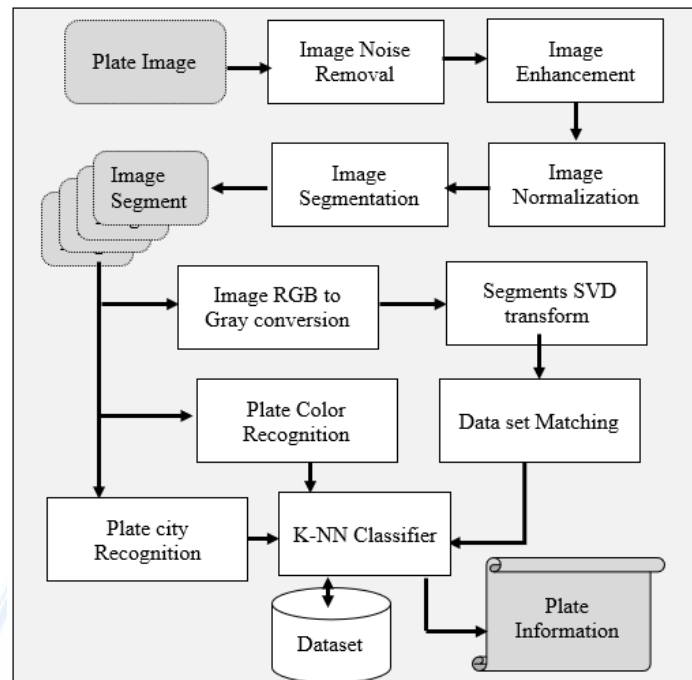 Plate Image
Image Noise
Removal
Image
Enhancement
Image
Segment
Image
Segmentation
Image
Normalization
Image RGB to
Gray conversion
Segments SVD
transform
Plate Color
Recognition
Data set Matching
Plate city
Recognition
K-NN Classifier
Dataset
Plate
Information